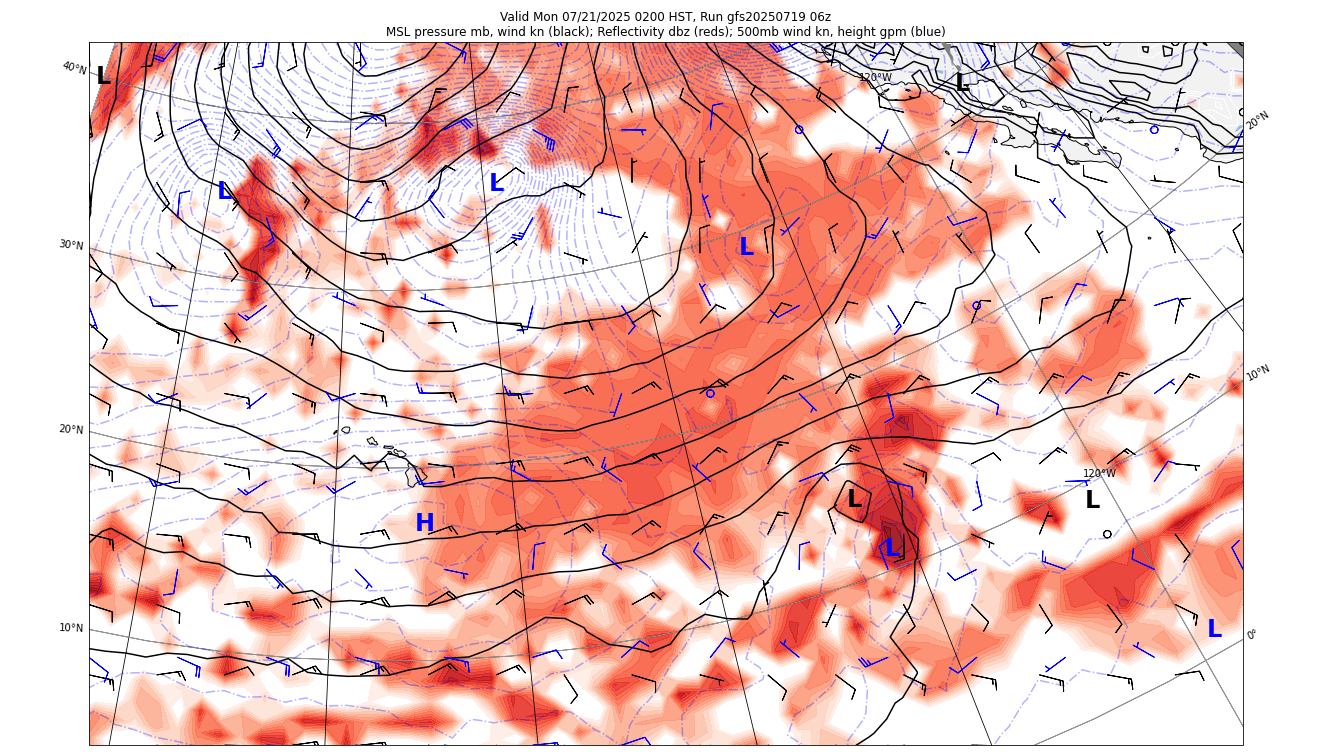 Valid Mon 07/21/2025 0200 HST, Run gfs20250719 06z
MSL pressure mb, wind kn (black); Reflectivity dbz (reds); 500mb wind kn, height gpm (blue)
40°N
L
120°W
L
20°N
L
L
30°N
L
10°N
20°N
120°W
L
L
H
L
10°N
L
0°